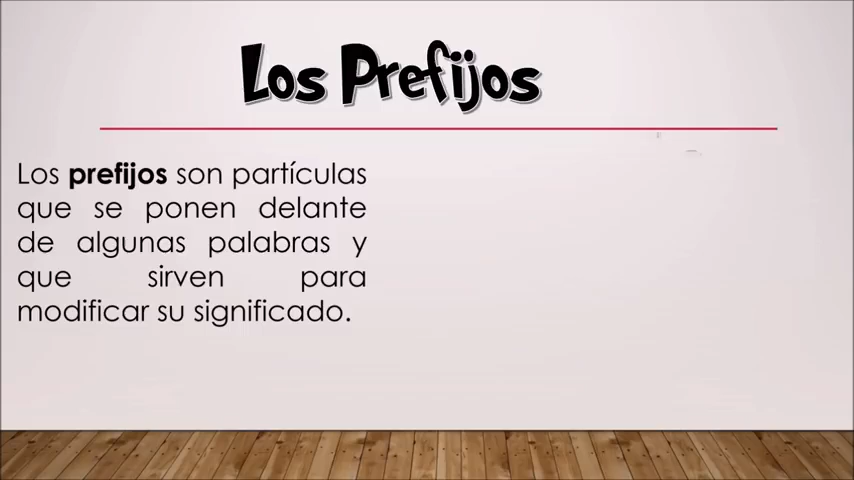 Los Prefijos
Los prefijos son partículas
que se ponen delante
de algunas palabras y
que sirven para
modificar su significado.